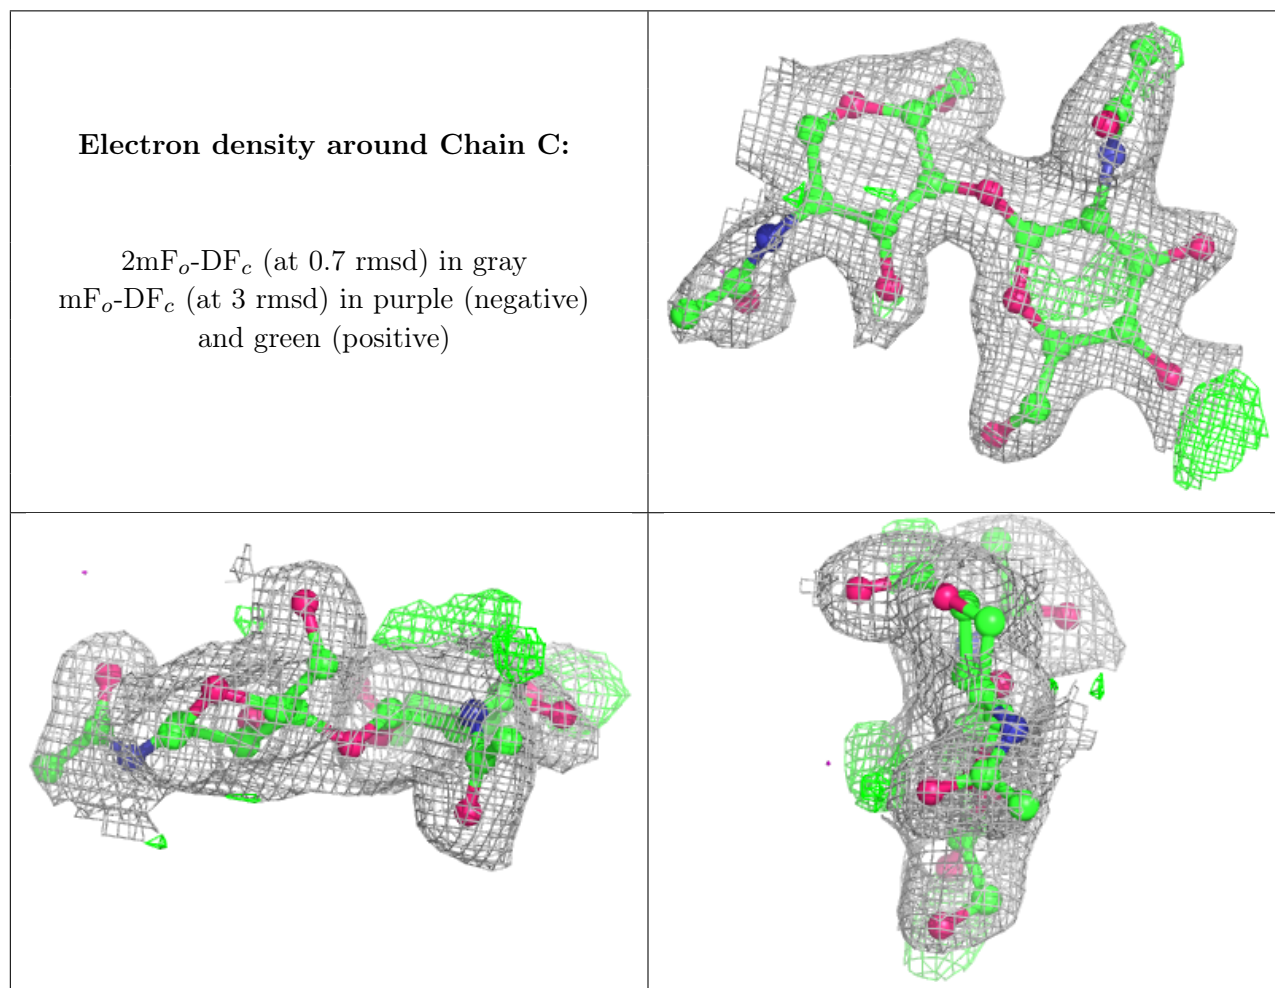 Electron density around Chain C:
2mFo-DFc (at 0.7 rmsd) in gray
mFo-DFc (at 3 rmsd) in purple (negative)
and green (positive)